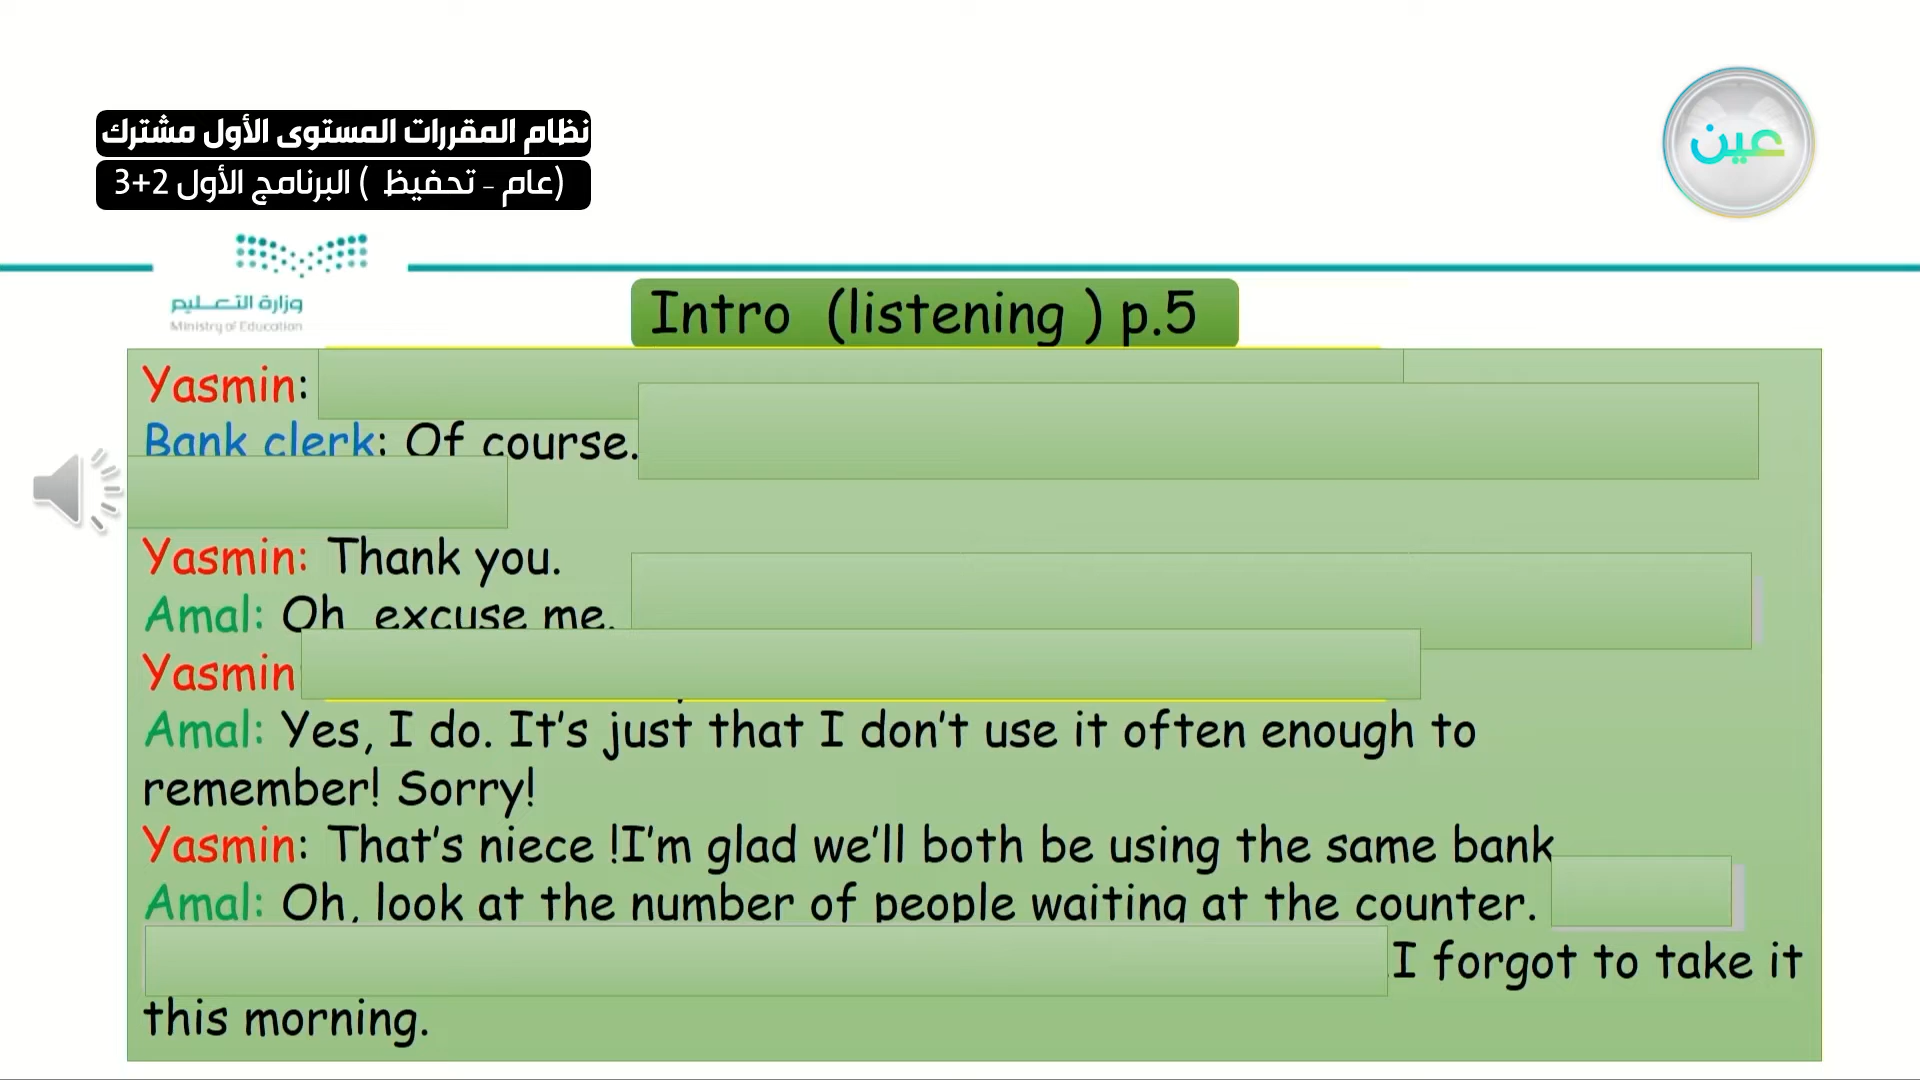 نظام المقررات المستوى الأول مشترك
(عام - تحفيظ ) البرنامج الأول 2+3
عين
وزارة التعليم
Ministry of Education
Intro (listening ) p.5
Yasmin:
Bank clerk: Of course.
Yasmin: Thank you.
Amal: Oh excuse me.
Yasmin
Amal: Yes, I do. It's just that I don't use it often enough to
remember! Sorry!
Yasmin: That's niece !I'm glad we'll both be using the same bank
Amal: Oh, look at the number of people waiting at the counter.
I forgot to take it
this morning.